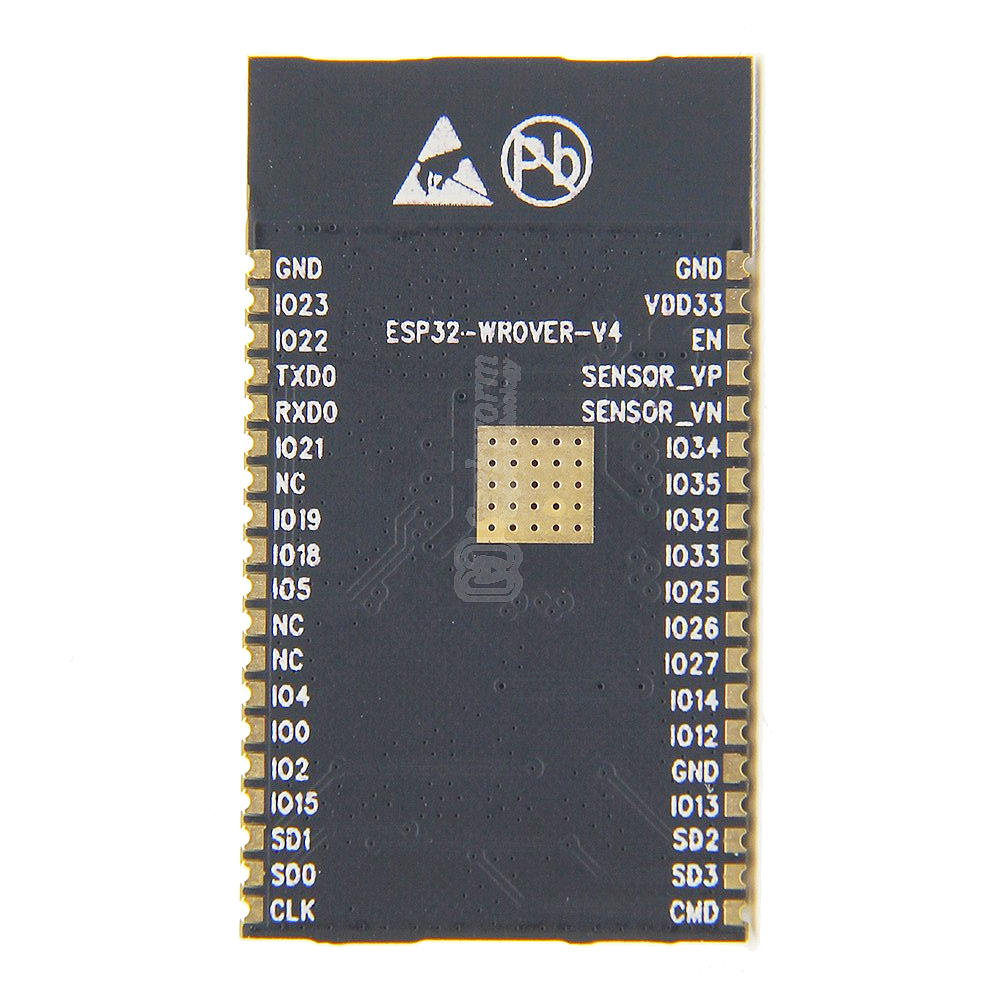 Pb
GND GND
IO23 VDD33
ESP32-WROVER-V4
IO22 EN
TXD0 SENSOR_VP
RXD0 SENSOR_VN
IO21 IO34
NC IO35
IO19 IO32
IO18 IO33
IO5 IO25
NC IO26
NC IO27
IO4 IO14
IO0 IO12
IO2 GND
IO15 IO13
SD1 SD2
SD0 SD3
CLK CMD